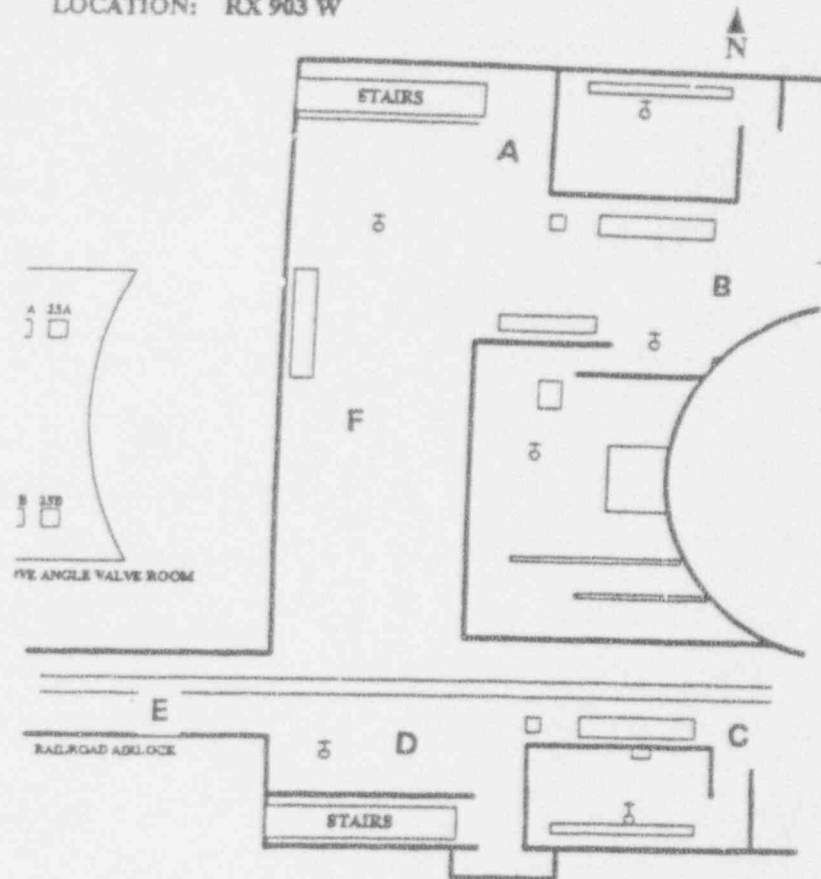 LOCATION: RX 903 W
N
STAIRS
A
B
A 25A
F
B 25B
VE ANGLE VALVE ROOM
E
RAILROAD AIRLOCK
D
C
STAIRS